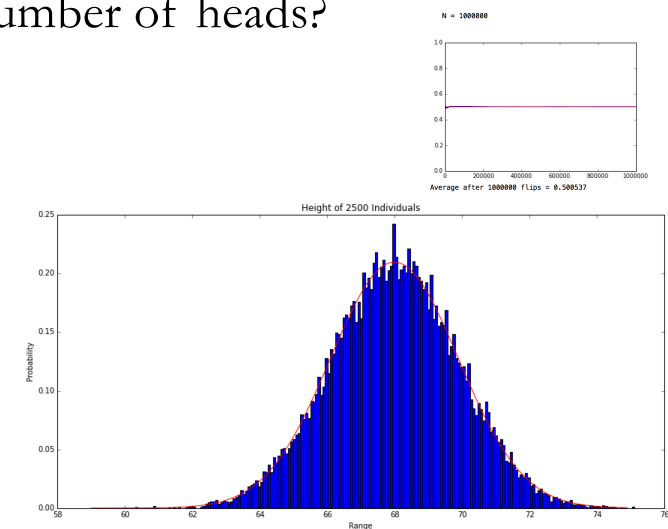 umber of heads?
N = 1000000
1.0
0.8
0.6
0.4
0.2
0.0
0 200000 400000 600000 800000 1000000
Average after 1000000 flips = 0.500537
Height of 2500 Individuals
0.25
0.20
0.15
0.10
0.05
0.00
Probability
58 60 62 64 66 68 70 72 74 76
Range